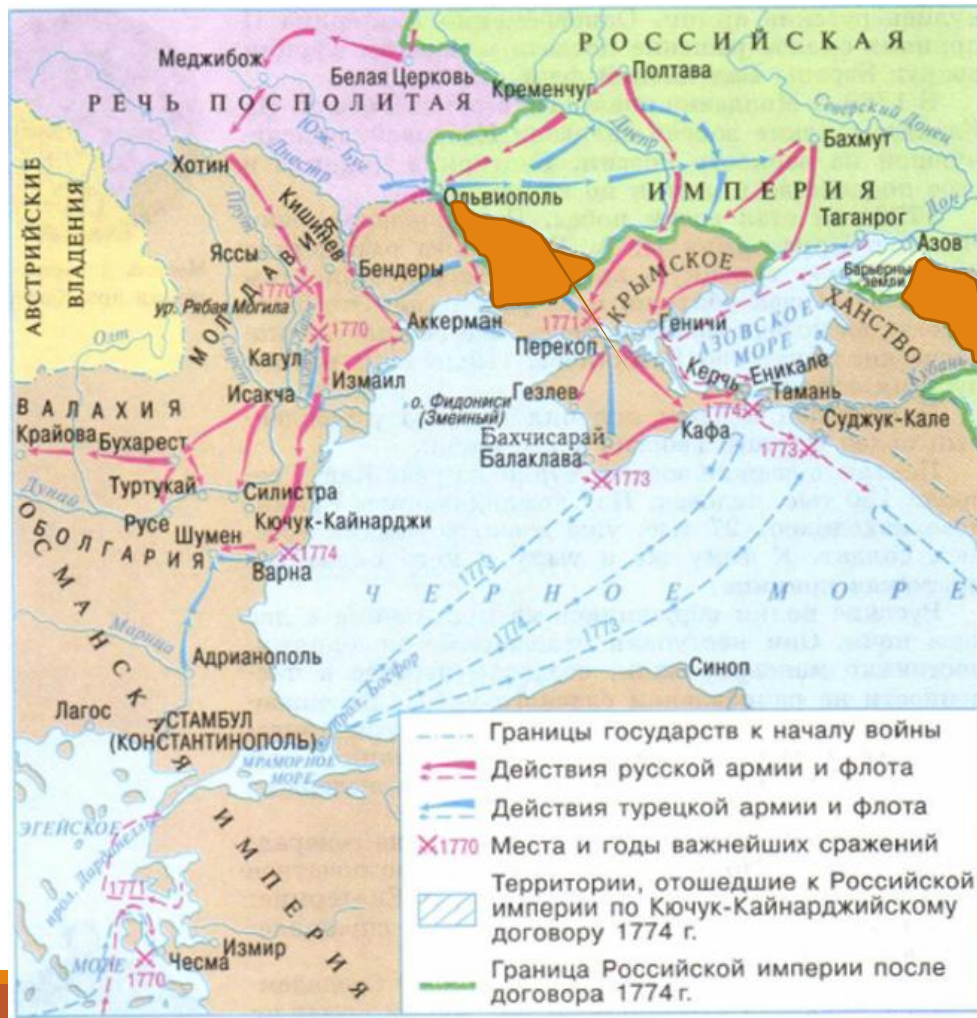 РОССИЙСКАЯ
ИМПЕРИЯ
Меджибож
Белая Церковь
Полтава
Кременчуг
РЕЧЬ ПОСПОЛИТАЯ
Юж. Буг
Днестр
Днепр
Северский Донец
Бахмут
Дон
Хотин
Ольвиополь
Таганрог
Азов
АВСТРИЙСКИЕ
ВЛАДЕНИЯ
Прут
Кишинев
Яссы
Бендеры
1770
ур. Рябая Могила
МОЛДАВИЯ
КРЫМСКОЕ
ХАНСТВО
Барьерные
земли
Олт
Сирет
1770
Аккерман
1771
Перекоп
Геничи
АЗОВСКОЕ
МОРЕ
Кагул
Измаил
Исакча
Гезлев
Керчь
Еникале
Тамань
Кубань
1774
Суджук-Кале
о. Фидониси
(Змеиный)
ВАЛАХИЯ
Крайова
Бухарест
Бахчисарай
Балаклава
Кафа
1773
1773
Дунай
Туртукай
Силистра
Русе
Шумен
Кючук-Кайнарджи
БОЛГАРИЯ
1774
Варна
ЧЕРНОЕ МОРЕ
1773
1774
1773
ОСМАНСКАЯ
ИМПЕРИЯ
Марица
Адрианополь
прол. Босфор
Синоп
Лагос
СТАМБУЛ
(КОНСТАНТИНОПОЛЬ)
МРАМОРНОЕ
МОРЕ
ЭГЕЙСКОЕ
МОРЕ
прол. Дарданеллы
1771
Измир
Чесма
1770
Границы государств к началу войны
Действия русской армии и флота
Действия турецкой армии и флота
1770 Места и годы важнейших сражений
Территории, отошедшие к Российской
империи по Кючук-Кайнарджийскому
договору 1774 г.
Граница Российской империи после
договора 1774 г.